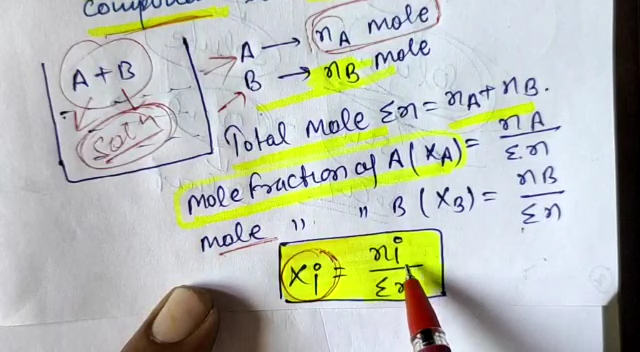 A → nA mole
A + B
B → nB mole
Soln
Total mole Σn = nA + nB.
mole fraction of A (XA) = nA/Σn
mole " " B (XB) = nB/Σn
Xi = ni/Σn